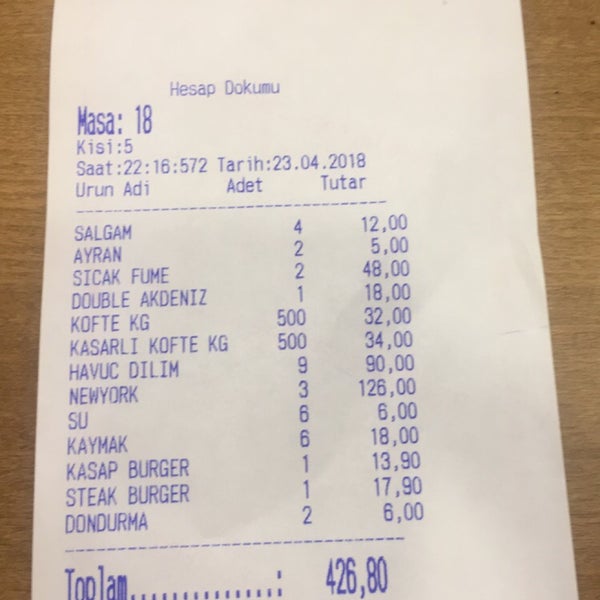 Hesap Dokumu
Masa: 18
Kisi:5
Saat:22:16:572 Tarih:23.04.2018
Urun Adi Adet Tutar
--------------------------------
SALGAM 4 12,00
AYRAN 2 5,00
SICAK FUME 2 48,00
DOUBLE AKDENIZ 1 18,00
KOFTE KG 500 32,00
KASARLI KOFTE KG 500 34,00
HAVUC DILIM 9 90,00
NEWYORK 3 126,00
SU 6 6,00
KAYMAK 6 18,00
KASAP BURGER 1 13,90
STEAK BURGER 1 17,90
DONDURMA 2 6,00
--------------------------------
Toplam..............: 426,80